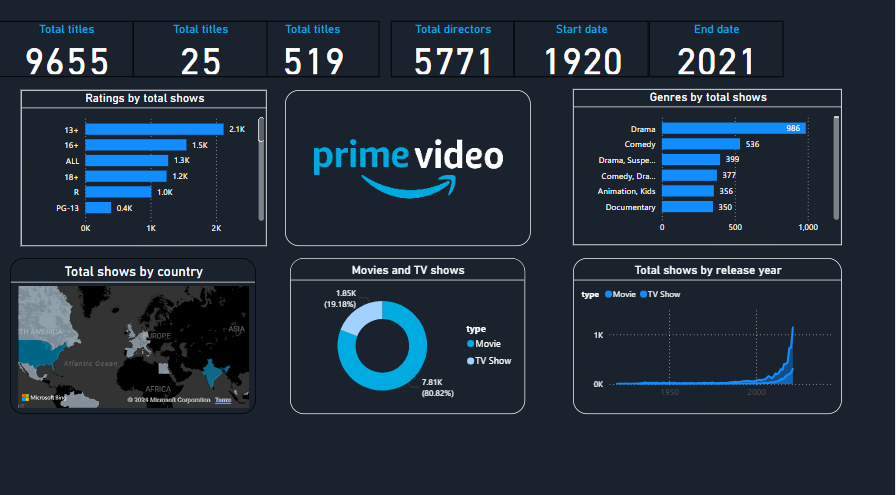 Total titles
9655
Total titles
25
Total titles
519
Total directors
5771
Start date
1920
End date
2021
Ratings by total shows
13+ 2.1K
16+ 1.5K
ALL 1.3K
18+ 1.2K
R 1.0K
PG-13 0.4K
0K 1K 2K
prime video
Genres by total shows
Drama 986
Comedy 536
Drama, Suspe... 399
Comedy, Dra... 377
Animation, Kids 356
Documentary 350
0 500 1,000
Total shows by country
TH AMERICA
EUROPE
ASIA
Atlantic Ocean
AFRICA
Microsoft Bing
© 2024 Microsoft Corporation Terms
Movies and TV shows
1.85K
(19.18%)
7.81K
(80.82%)
type
Movie
TV Show
Total shows by release year
type Movie TV Show
1K
0K
1950 2000